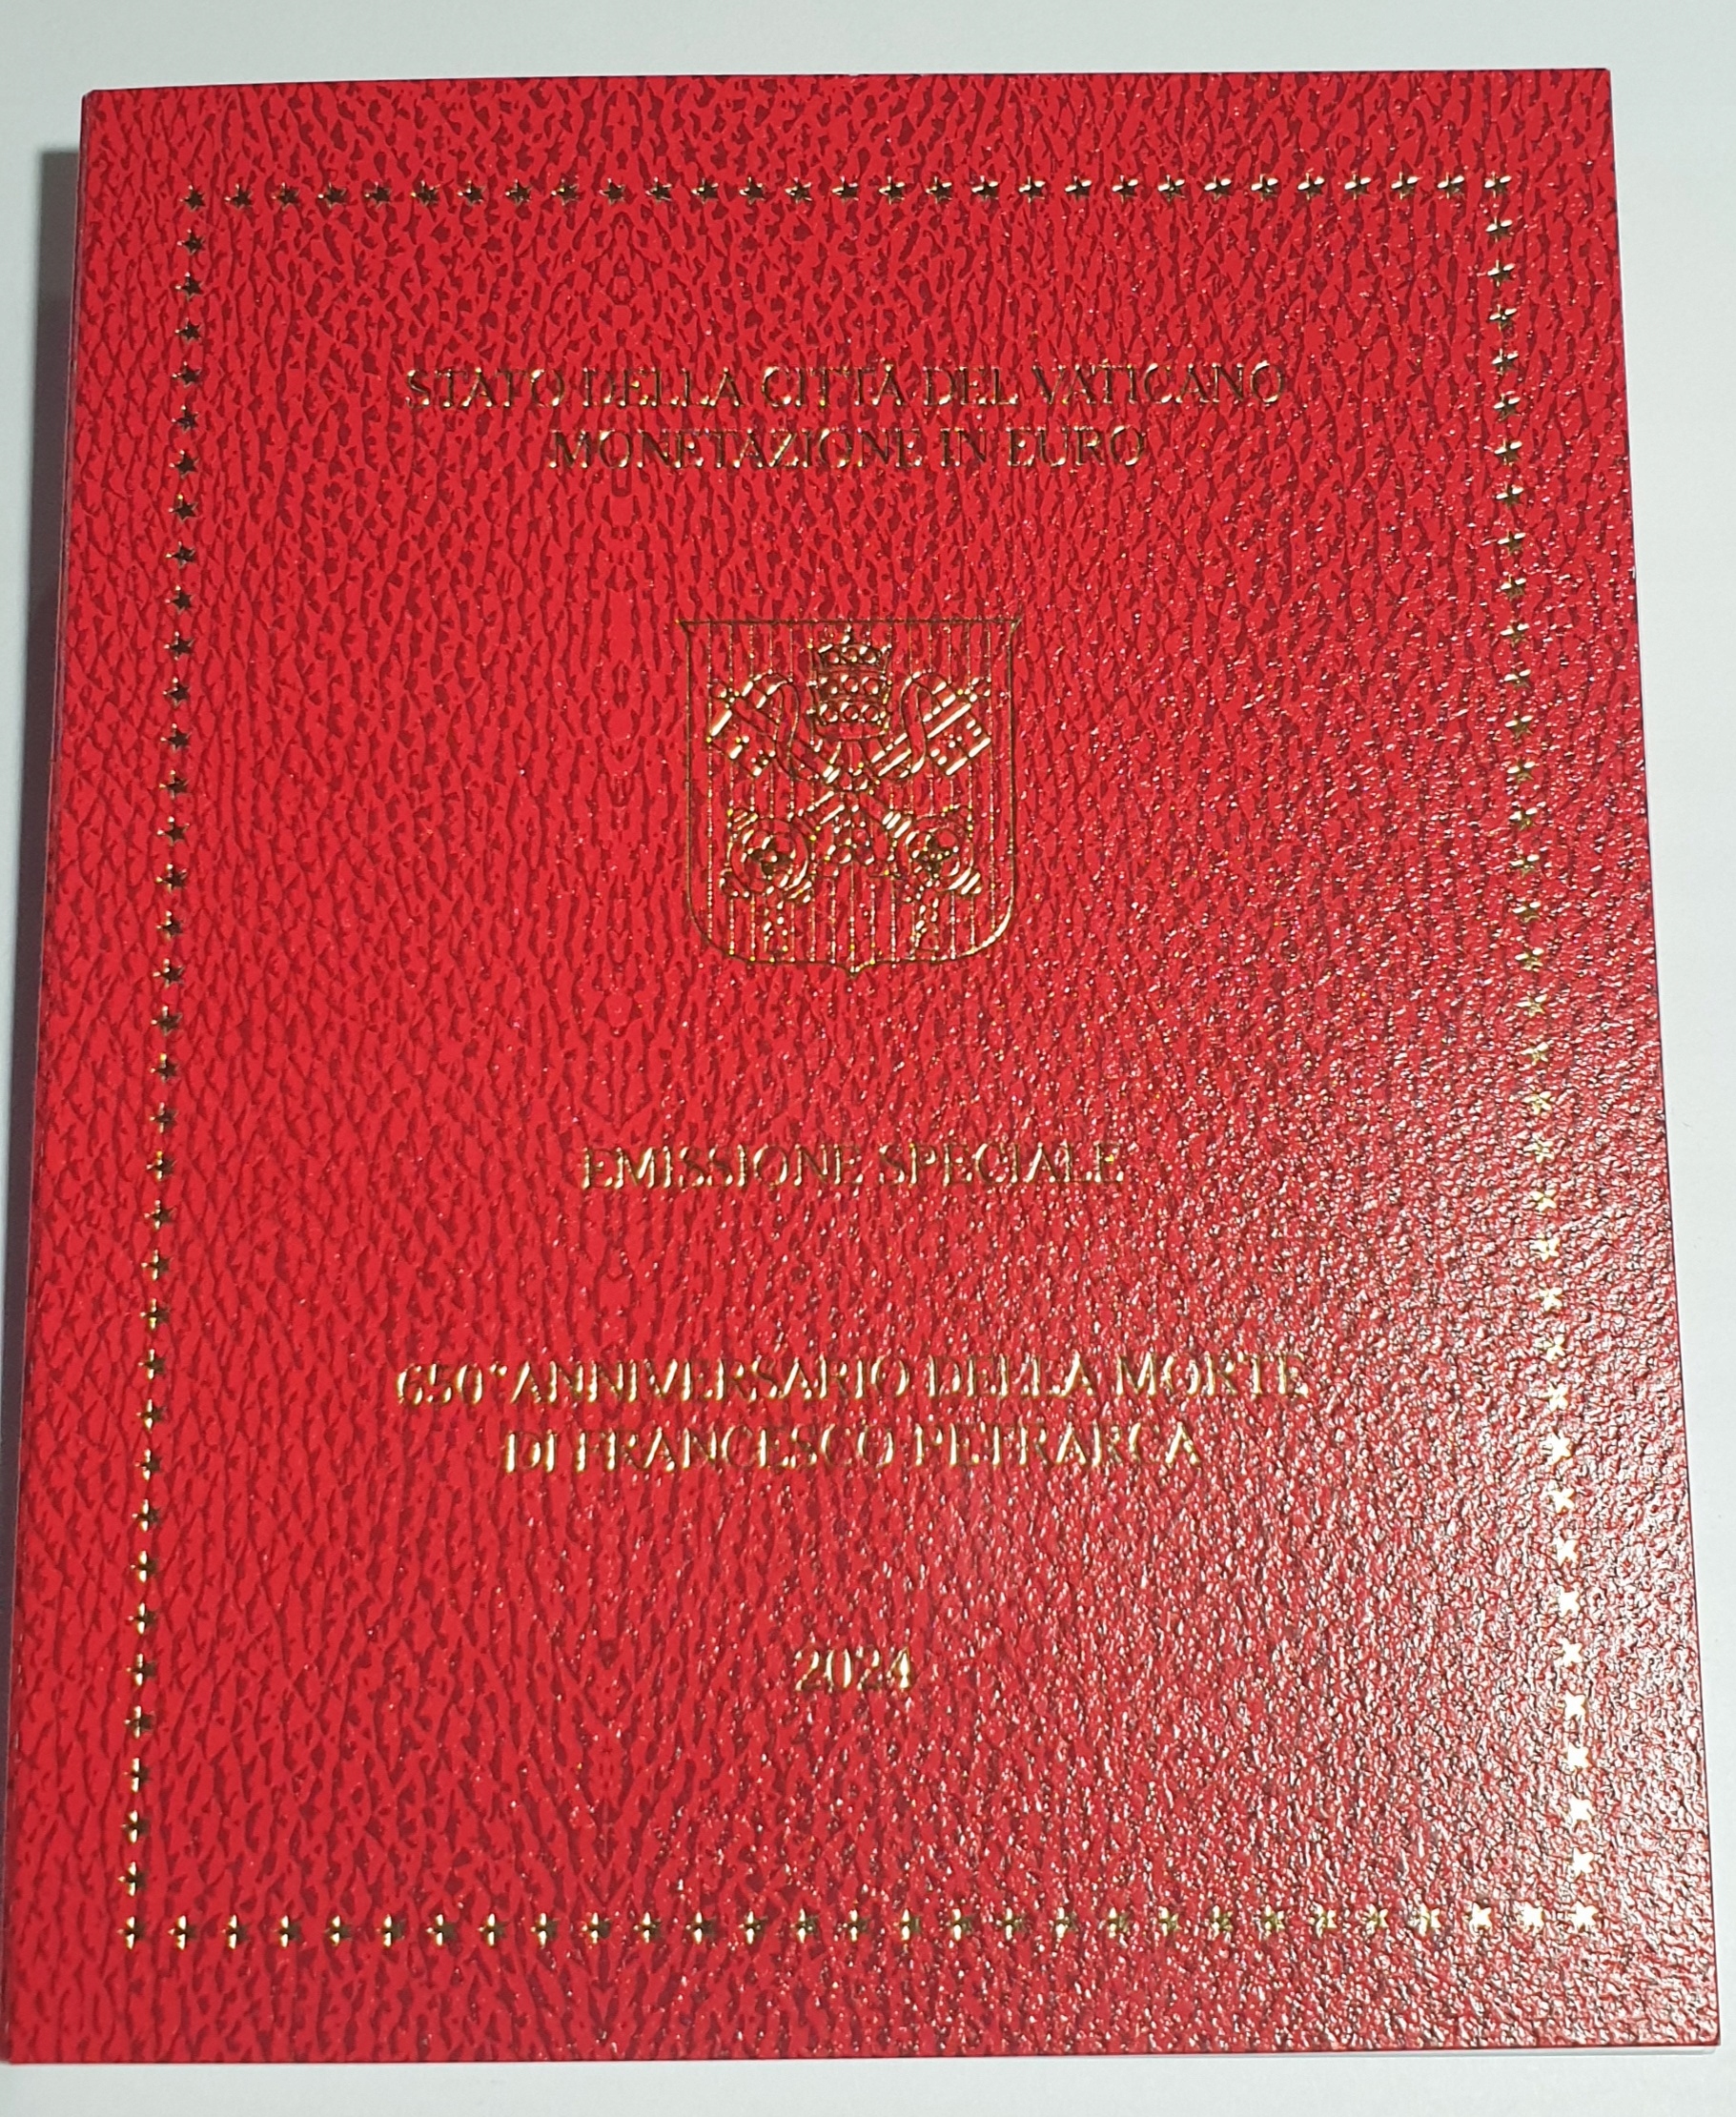 STATO DELLA CITTÀ DEL VATICANO
MONETAZIONE IN EURO
EMISSIONE SPECIALE
650° ANNIVERSARIO DELLA MORTE
DI FRANCESCO PETRARCA
2024